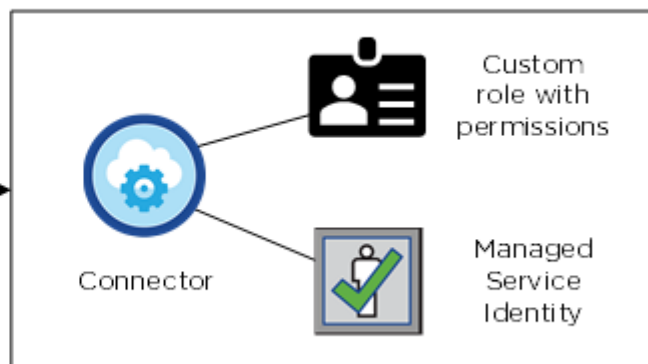 Custom
role with
permissions
Connector
Managed
Service
Identity